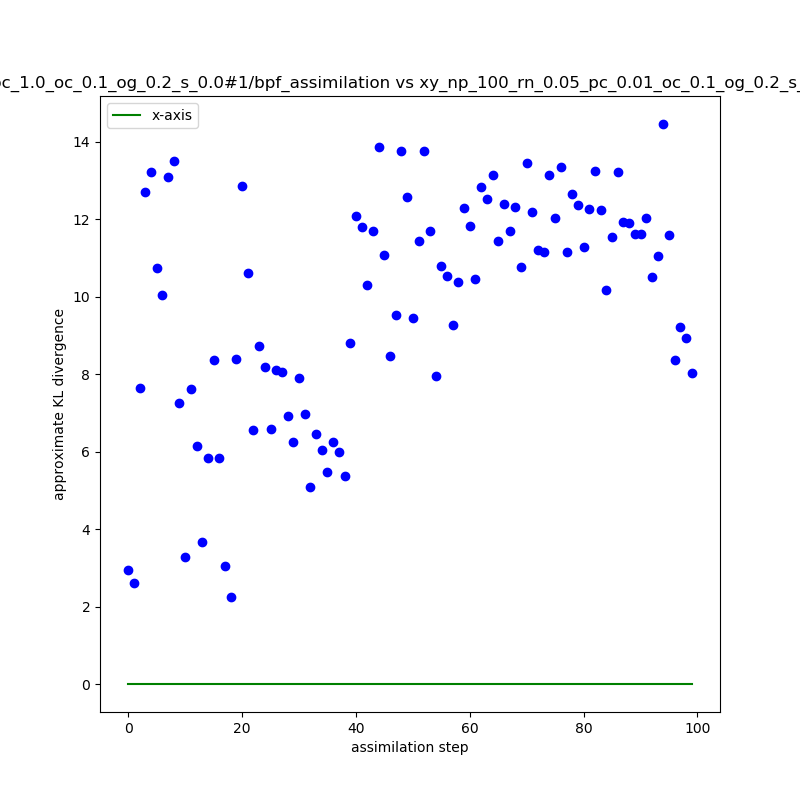 oc_1.0_oc_0.1_og_0.2_s_0.0#1/bpf_assimilation vs xy_np_100_rn_0.05_pc_0.01_oc_0.1_og_0.2_s_
x-axis
14
12
10
8
6
4
2
0
approximate KL divergence
0 20 40 60 80 100
assimilation step